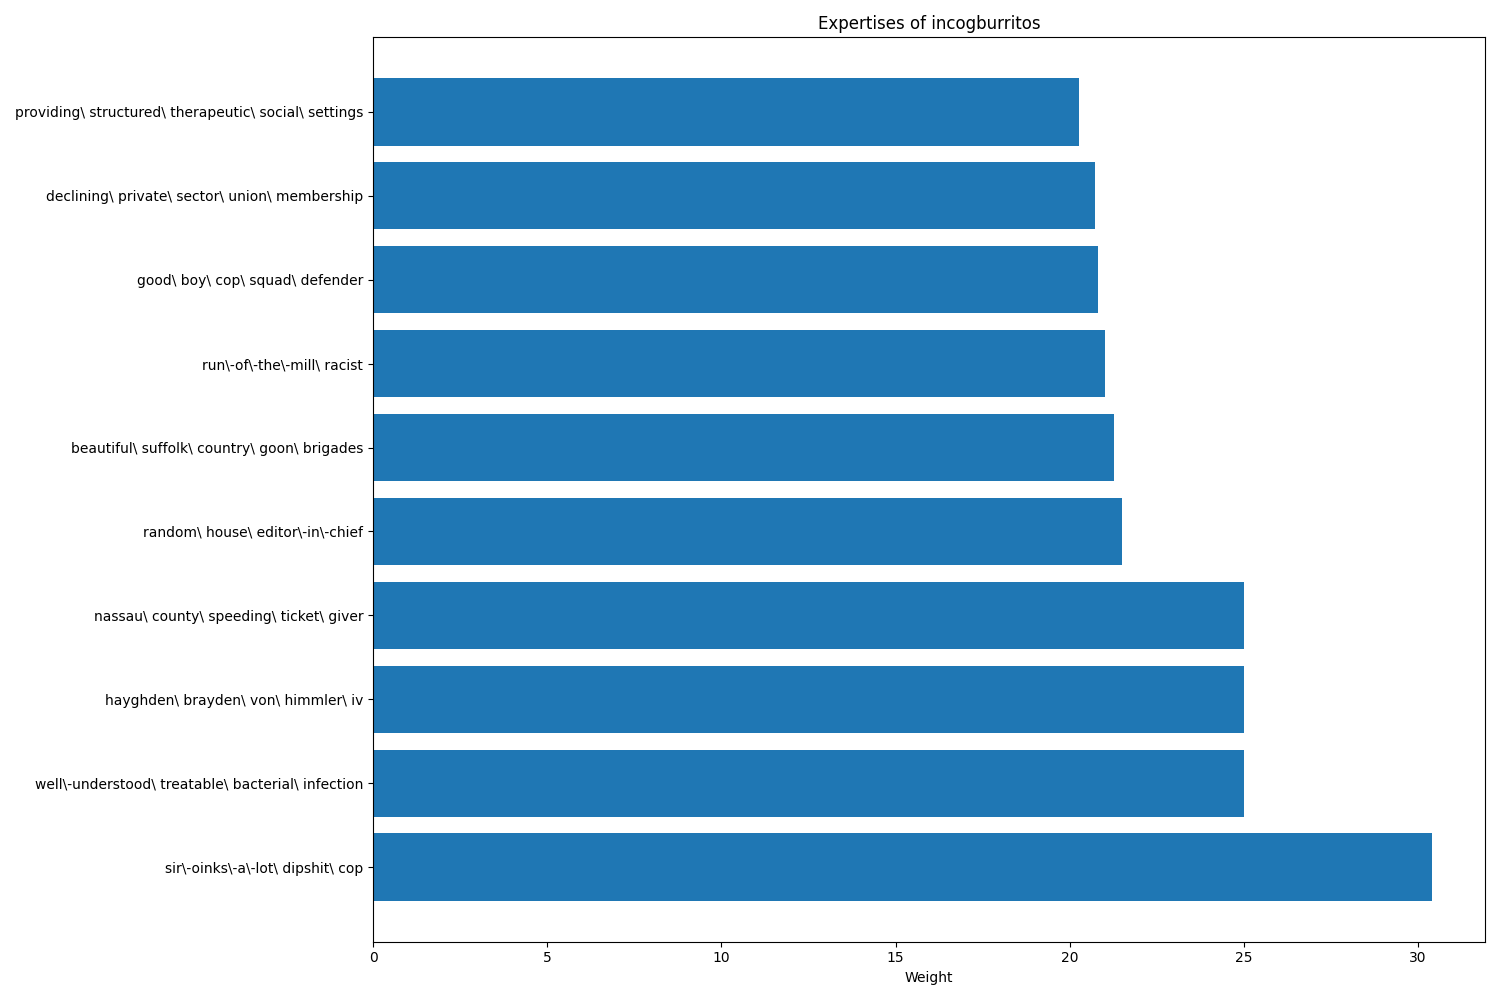 Expertises of incogburritos
providing\ structured\ therapeutic\ social\ settings
declining\ private\ sector\ union\ membership
good\ boy\ cop\ squad\ defender
run\-of\-the\-mill\ racist
beautiful\ suffolk\ country\ goon\ brigades
random\ house\ editor\-in\-chief
nassau\ county\ speeding\ ticket\ giver
hayghden\ brayden\ von\ himmler\ iv
well\-understood\ treatable\ bacterial\ infection
sir\-oinks\-a\-lot\ dipshit\ cop
0 5 10 15 20 25 30
Weight